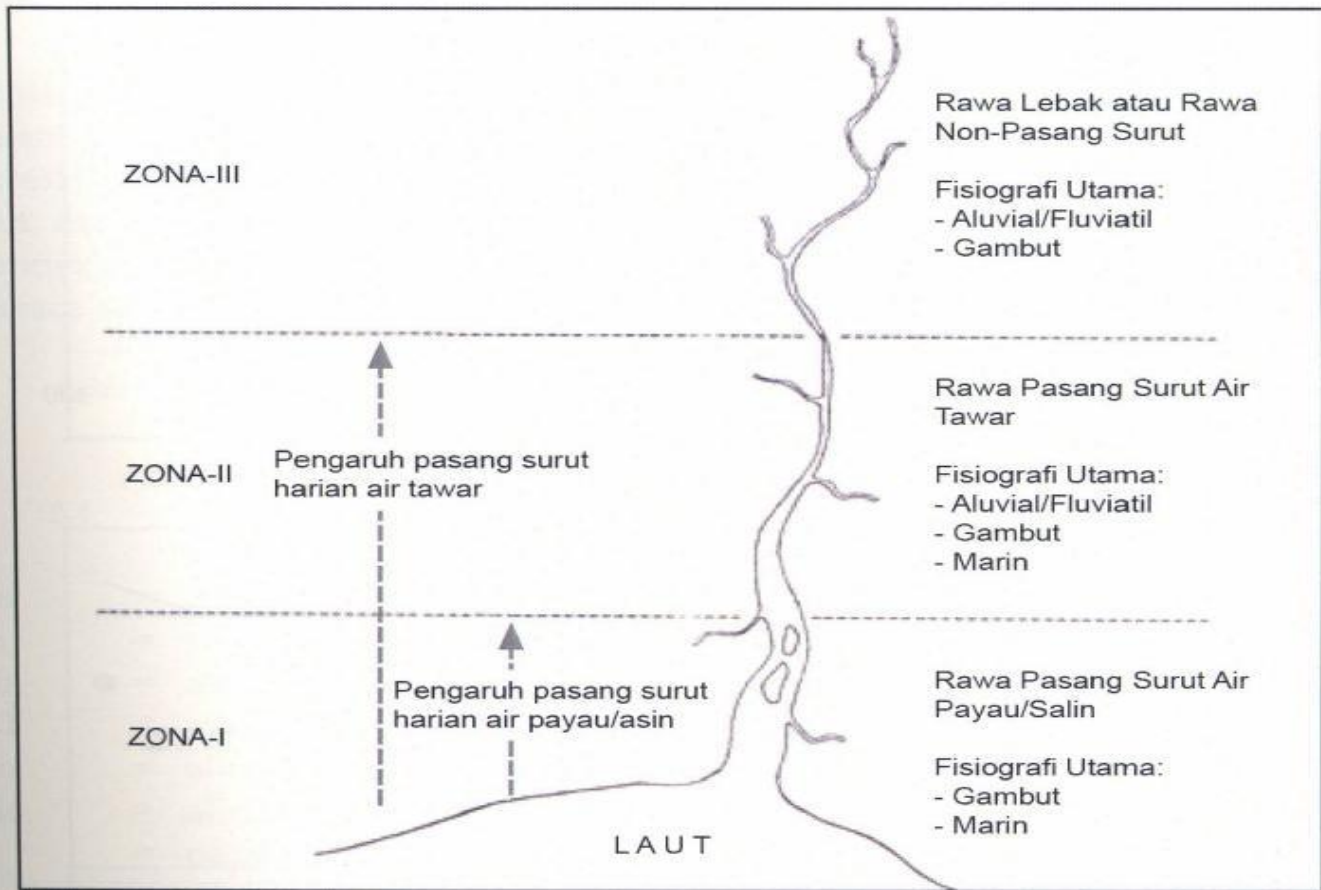 ZONA-III
Rawa Lebak atau Rawa
Non-Pasang Surut
Fisiografi Utama:
- Aluvial/Fluviatil
- Gambut
ZONA-II
Pengaruh pasang surut
harian air tawar
Rawa Pasang Surut Air
Tawar
Fisiografi Utama:
- Aluvial/Fluviatil
- Gambut
- Marin
ZONA-I
Pengaruh pasang surut
harian air payau/asin
Rawa Pasang Surut Air
Payau/Salin
Fisiografi Utama:
- Gambut
- Marin
L A U T